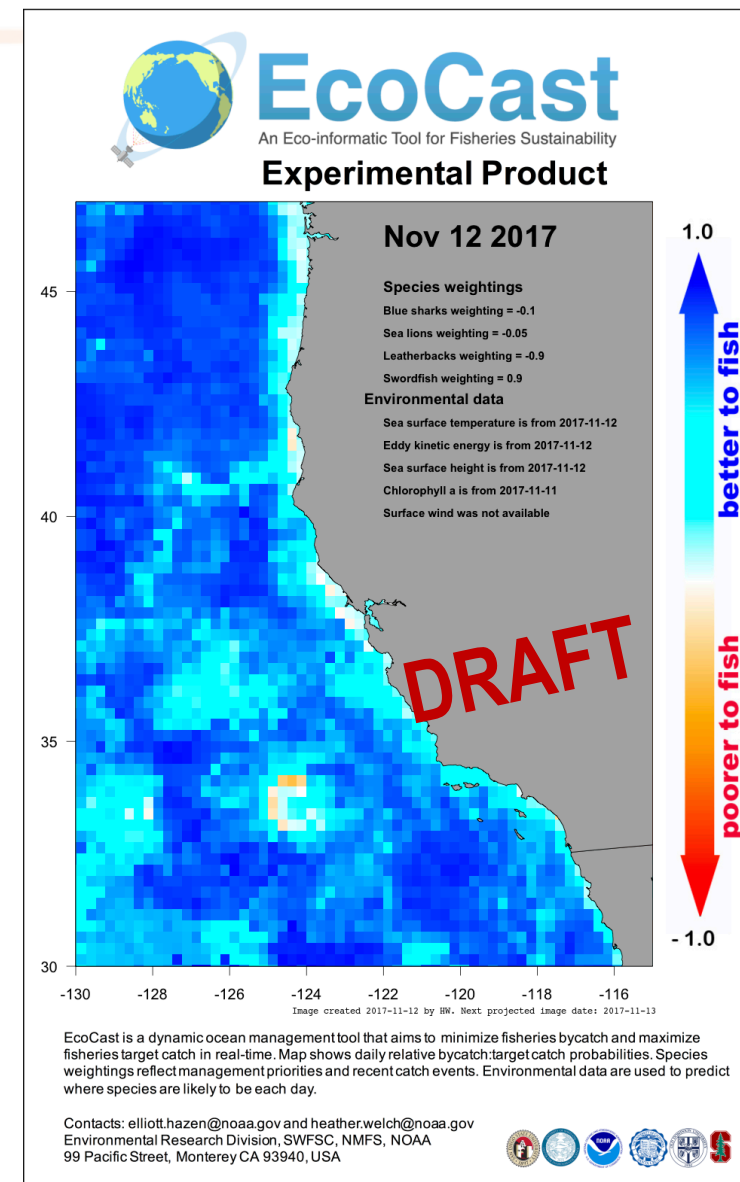 EcoCast
An Eco-informatic Tool for Fisheries Sustainability
Experimental Product
Nov 12 2017
Species weightings
Blue sharks weighting = -0.1
Sea lions weighting = -0.05
Leatherbacks weighting = -0.9
Swordfish weighting = 0.9
Environmental data
Sea surface temperature is from 2017-11-12
Eddy kinetic energy is from 2017-11-12
Sea surface height is from 2017-11-12
Chlorophyll a is from 2017-11-11
Surface wind was not available
DRAFT
45
40
35
30
-130
-128
-126
-124
-122
-120
-118
-116
1.0
better to fish
poorer to fish
- 1.0
Image created 2017-11-12 by HW. Next projected image date: 2017-11-13
EcoCast is a dynamic ocean management tool that aims to minimize fisheries bycatch and maximize
fisheries target catch in real-time. Map shows daily relative bycatch:target catch probabilities. Species
weightings reflect management priorities and recent catch events. Environmental data are used to predict
where species are likely to be each day.
Contacts: elliott.hazen@noaa.gov and heather.welch@noaa.gov
Environmental Research Division, SWFSC, NMFS, NOAA
99 Pacific Street, Monterey CA 93940, USA
NOAA
S